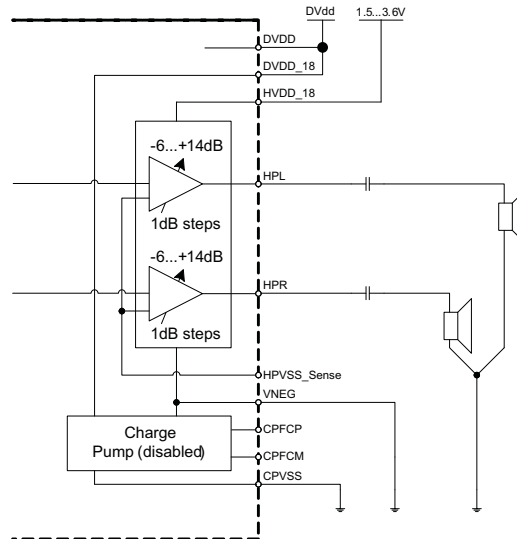 DVdd
1.5...3.6V
DVDD
DVDD_18
HVDD_18
-6...+14dB
HPL
1dB steps
-6...+14dB
HPR
1dB steps
HPVSS_Sense
VNEG
Charge
Pump (disabled)
CPFCP
CPFCM
CPVSS